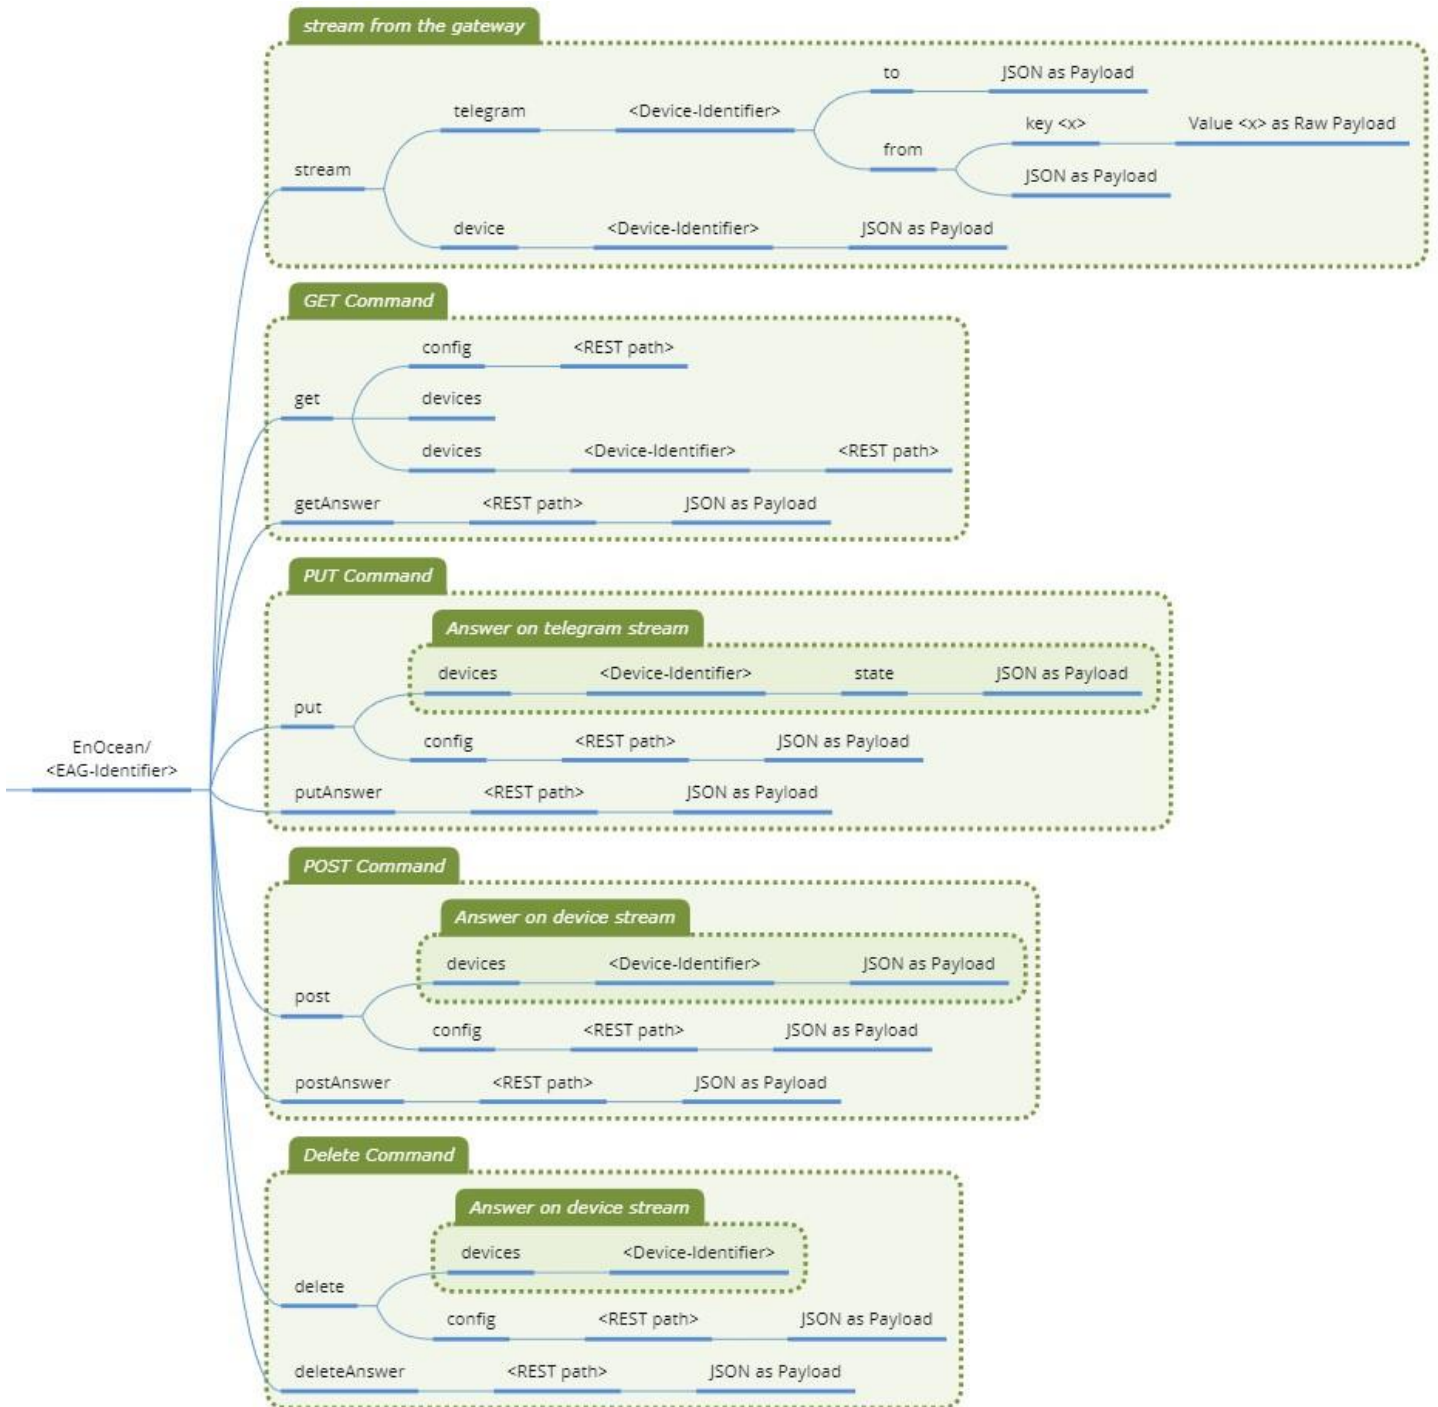 stream from the gateway
to JSON as Payload
telegram <Device-Identifier>
key <x> Value <x> as Raw Payload
from
stream
JSON as Payload
device <Device-Identifier> JSON as Payload
GET Command
config <REST path>
get devices
devices <Device-Identifier> <REST path>
getAnswer <REST path> JSON as Payload
PUT Command
Answer on telegram stream
devices <Device-Identifier> state JSON as Payload
put
config <REST path> JSON as Payload
EnOcean/
<EAG-Identifier>
putAnswer <REST path> JSON as Payload
POST Command
Answer on device stream
devices <Device-Identifier> JSON as Payload
post
config <REST path> JSON as Payload
postAnswer <REST path> JSON as Payload
Delete Command
Answer on device stream
devices <Device-Identifier>
delete
config <REST path> JSON as Payload
deleteAnswer <REST path> JSON as Payload